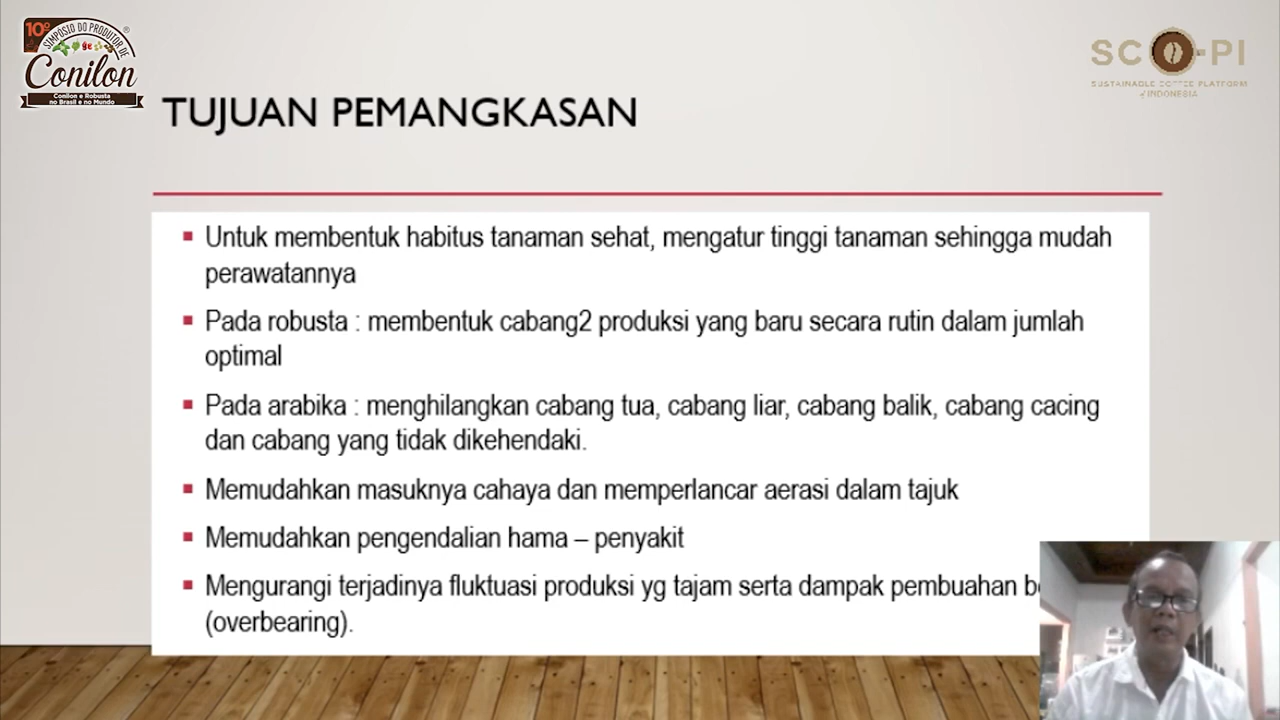 10º
SIMPÓSIO DO PRODUTOR DE
Conilon
Conilon e Robusta
no Brasil e no Mundo
SCOPI
SUSTAINABLE COFFEE PLATFORM
of INDONESIA
TUJUAN PEMANGKASAN
Untuk membentuk habitus tanaman sehat, mengatur tinggi tanaman sehingga mudah
perawatannya
Pada robusta : membentuk cabang2 produksi yang baru secara rutin dalam jumlah
optimal
Pada arabika : menghilangkan cabang tua, cabang liar, cabang balik, cabang cacing
dan cabang yang tidak dikehendaki.
Memudahkan masuknya cahaya dan memperlancar aerasi dalam tajuk
Memudahkan pengendalian hama – penyakit
Mengurangi terjadinya fluktuasi produksi yg tajam serta dampak pembuahan
(overbearing).